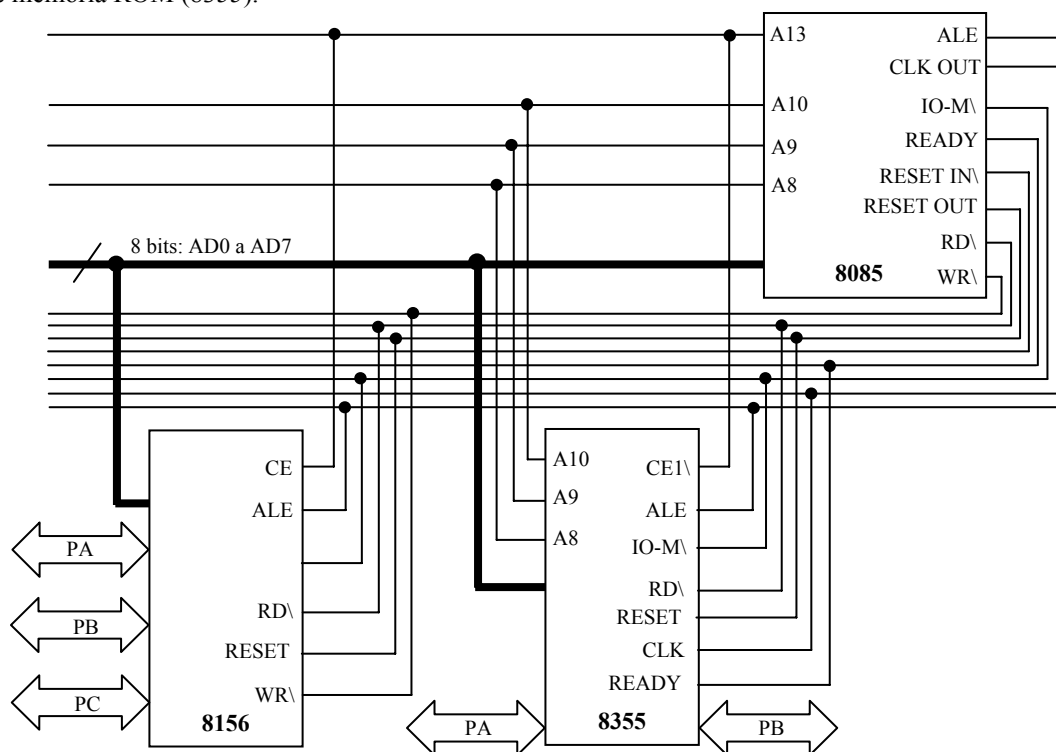 e memória ROM (8355).
A13
ALE
CLK OUT
A10
IO-M\
A9
READY
A8
RESET IN\
RESET OUT
8 bits: AD0 a AD7
RD\
8085
WR\
CE
ALE
PA
RD\
PB
RESET
PC
WR\
8156
A10
CE1\
A9
ALE
A8
IO-M\
RD\
RESET
CLK
READY
PA
8355
PB